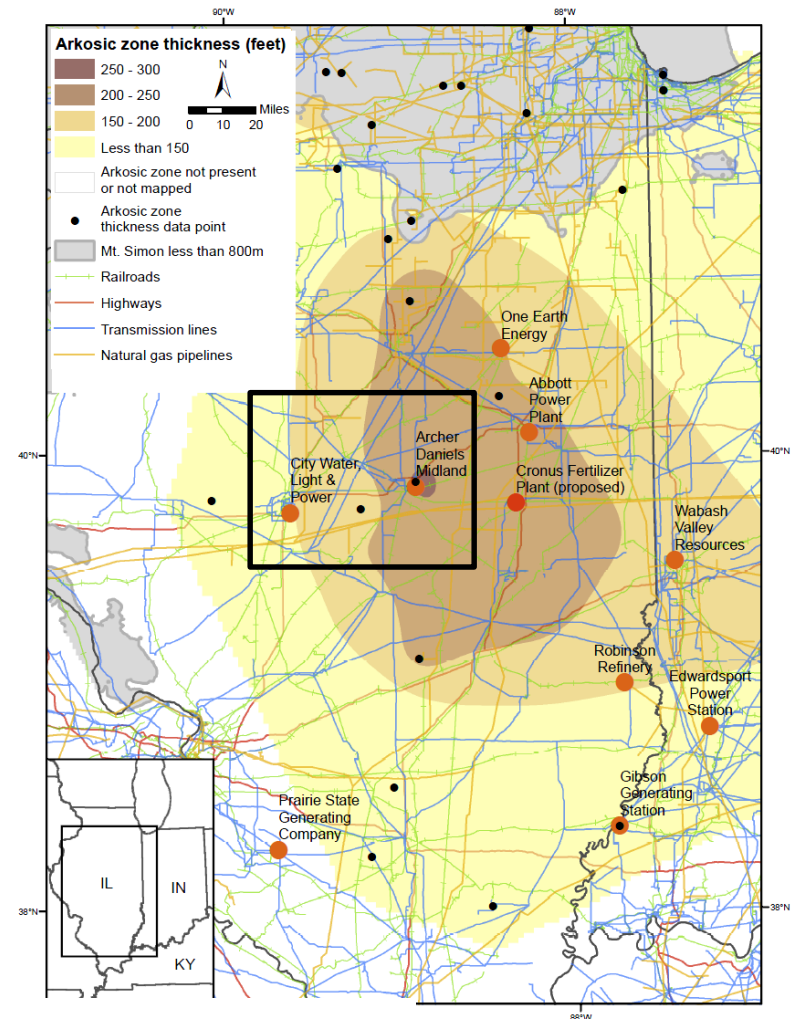 90°W
88°W
Arkosic zone thickness (feet)
250 - 300
200 - 250
150 - 200
Less than 150
Arkosic zone not present
or not mapped
Arkosic zone
thickness data point
Mt. Simon less than 800m
Railroads
Highways
Transmission lines
Natural gas pipelines
N
Miles
0 10 20
One Earth
Energy
Abbott
Power
Plant
Archer
Daniels
Midland
City Water,
Light &
Power
Cronus Fertilizer
Plant (proposed)
Wabash
Valley
Resources
40°N
40°N
Robinson
Refinery
Edwardsport
Power
Station
Gibson
Generating
Station
Prairie State
Generating
Company
IL
IN
KY
38°N
38°N
88°W